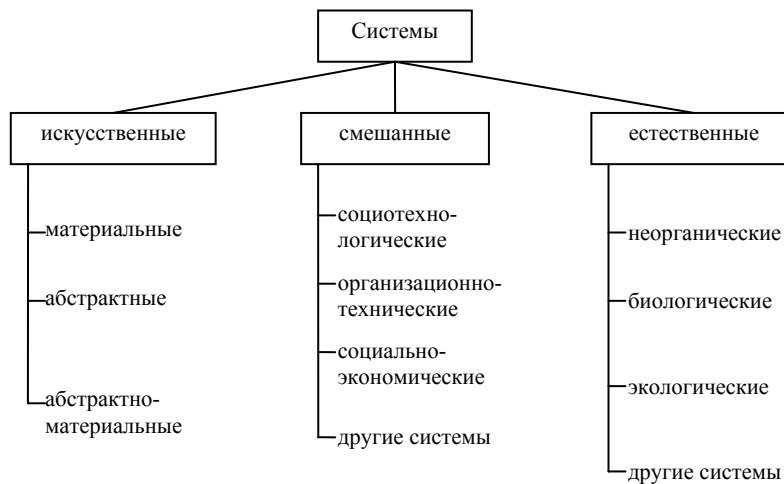 Системы
искусственные
материальные
абстрактные
абстрактно-
материальные
смешанные
социотехно-
логические
организационно-
технические
социально-
экономические
другие системы
естественные
неорганические
биологические
экологические
другие системы